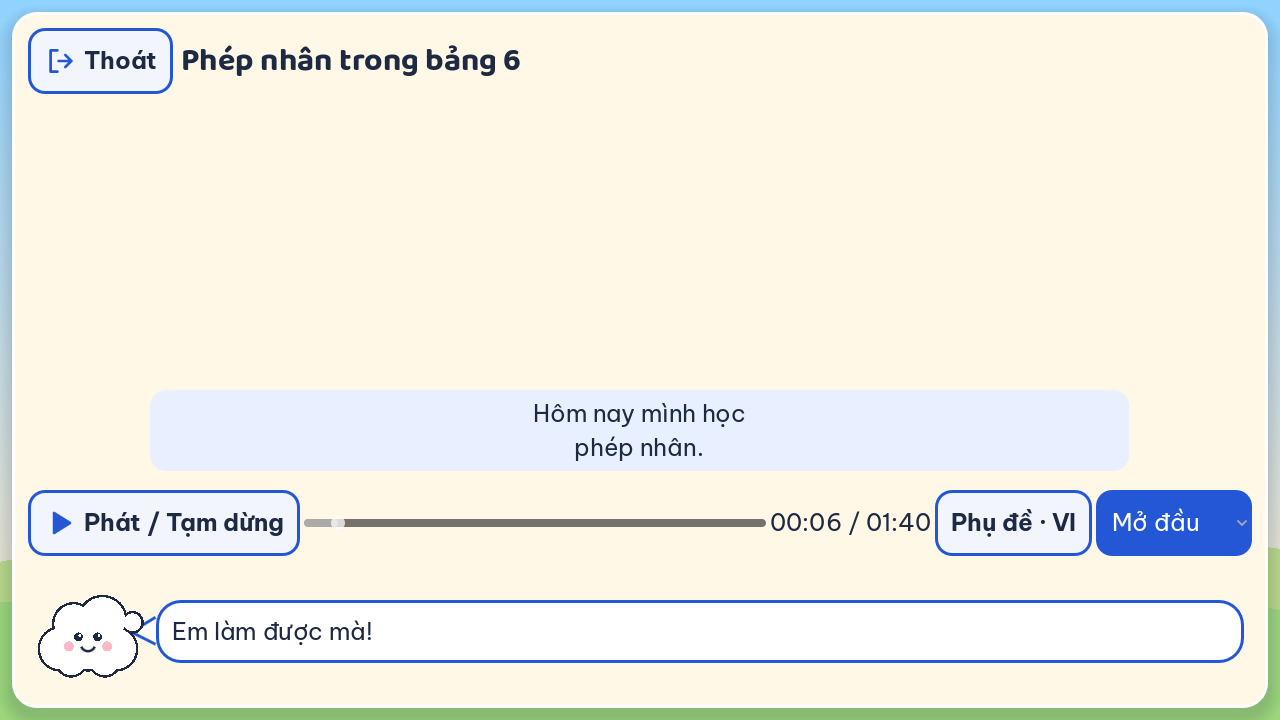 Thoát
Phép nhân trong bảng 6
Hôm nay mình học
phép nhân.
Phát / Tạm dừng
00:06 / 01:40
Phụ đề · VI
Mở đầu
Em làm được mà!